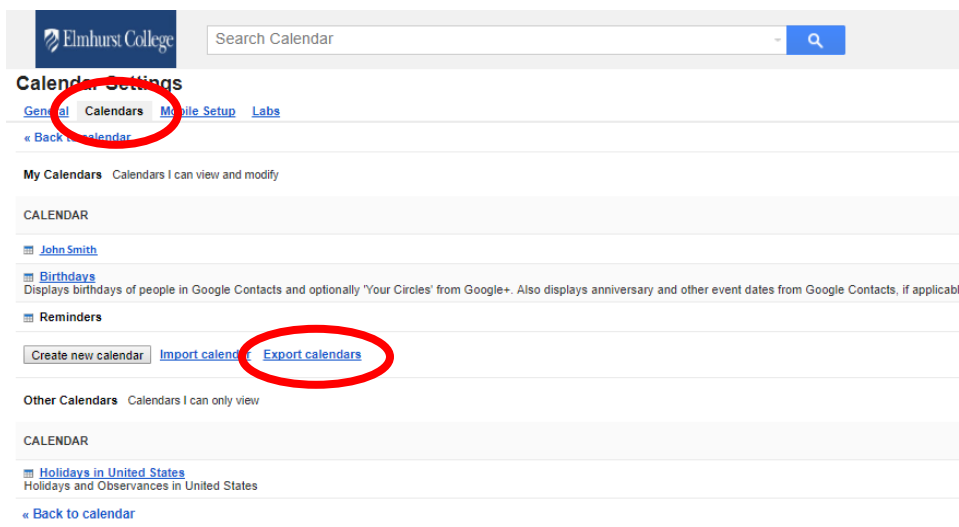 Elmhurst College
Search Calendar
Calendar Settings
General Calendars Mobile Setup Labs
« Back to calendar
My Calendars Calendars I can view and modify
CALENDAR
John Smith
Birthdays
Displays birthdays of people in Google Contacts and optionally 'Your Circles' from Google+. Also displays anniversary and other event dates from Google Contacts, if applicabl
Reminders
Create new calendar Import calendar Export calendars
Other Calendars Calendars I can only view
CALENDAR
Holidays in United States
Holidays and Observances in United States
« Back to calendar